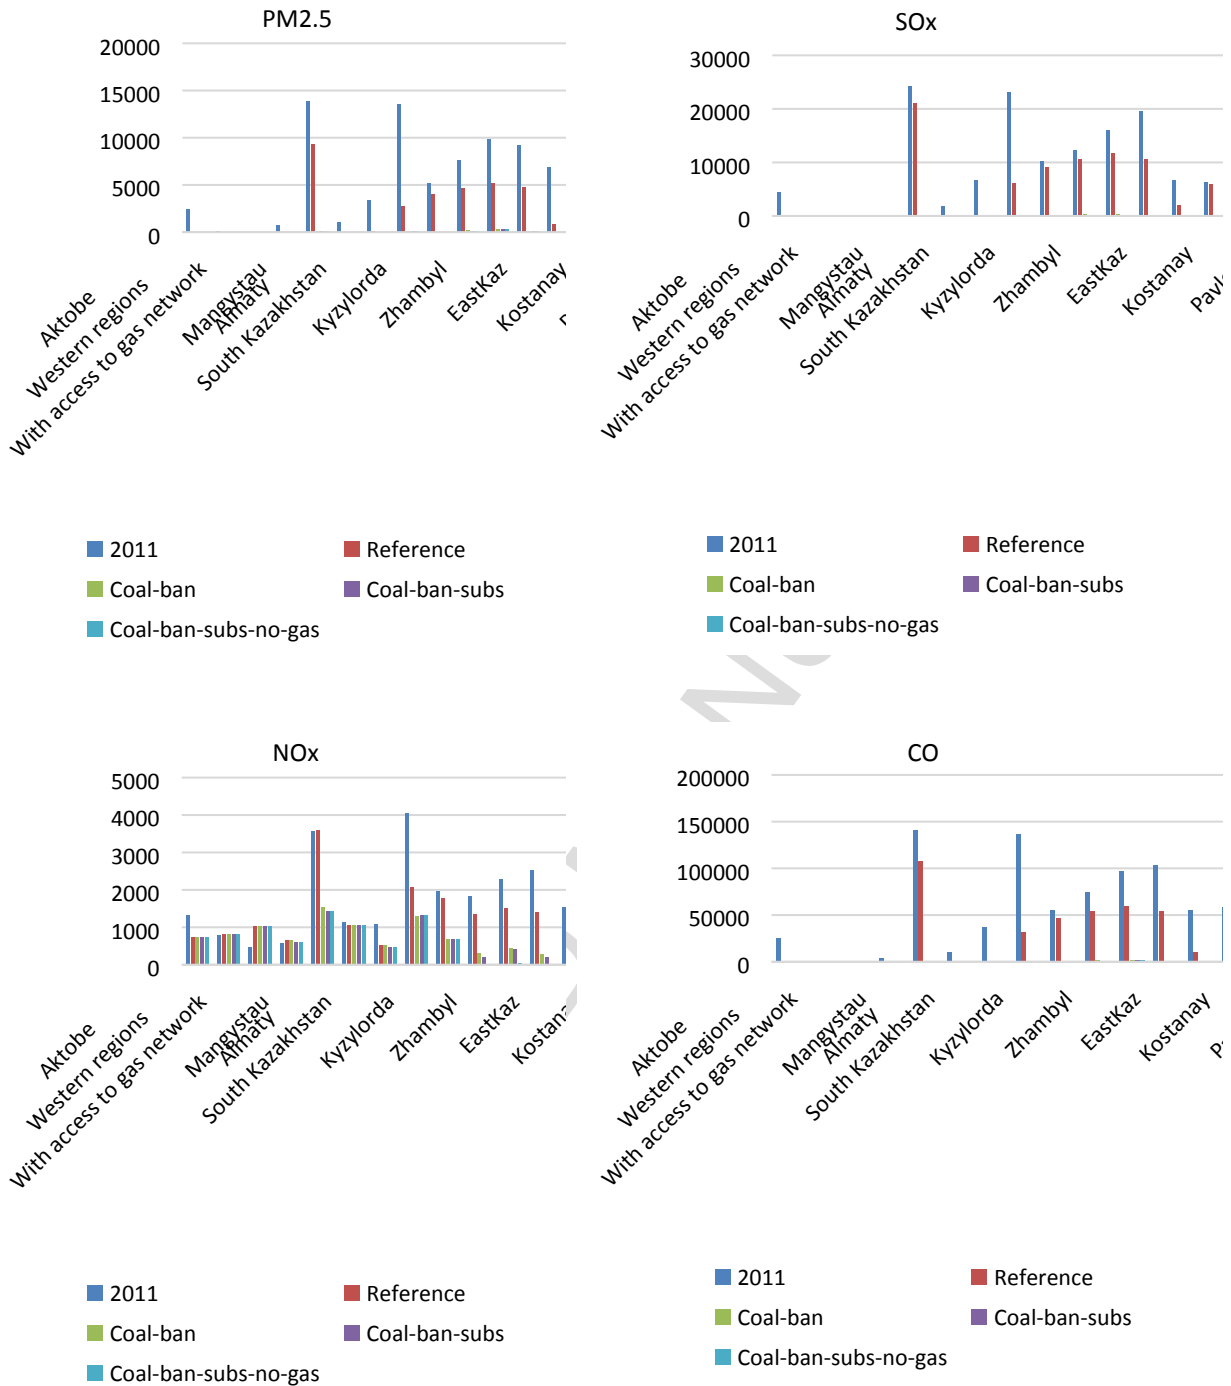 PM2.5
20000
15000
10000
5000
0
Aktobe
Western regions
With access to gas network
Mangystau
Almaty
South Kazakhstan
Kyzylorda
Zhambyl
EastKaz
Kostanay
2011
Reference
Coal-ban
Coal-ban-subs
Coal-ban-subs-no-gas
SOx
30000
20000
10000
0
Aktobe
Western regions
With access to gas network
Mangystau
Almaty
South Kazakhstan
Kyzylorda
Zhambyl
EastKaz
Kostanay
2011
Reference
Coal-ban
Coal-ban-subs
Coal-ban-subs-no-gas
NOx
5000
4000
3000
2000
1000
0
Aktobe
Western regions
With access to gas network
Mangystau
Almaty
South Kazakhstan
Kyzylorda
Zhambyl
EastKaz
2011
Reference
Coal-ban
Coal-ban-subs
Coal-ban-subs-no-gas
CO
200000
150000
100000
50000
0
Aktobe
Western regions
With access to gas network
Mangystau
Almaty
South Kazakhstan
Kyzylorda
Zhambyl
EastKaz
Kostanay
2011
Reference
Coal-ban
Coal-ban-subs
Coal-ban-subs-no-gas